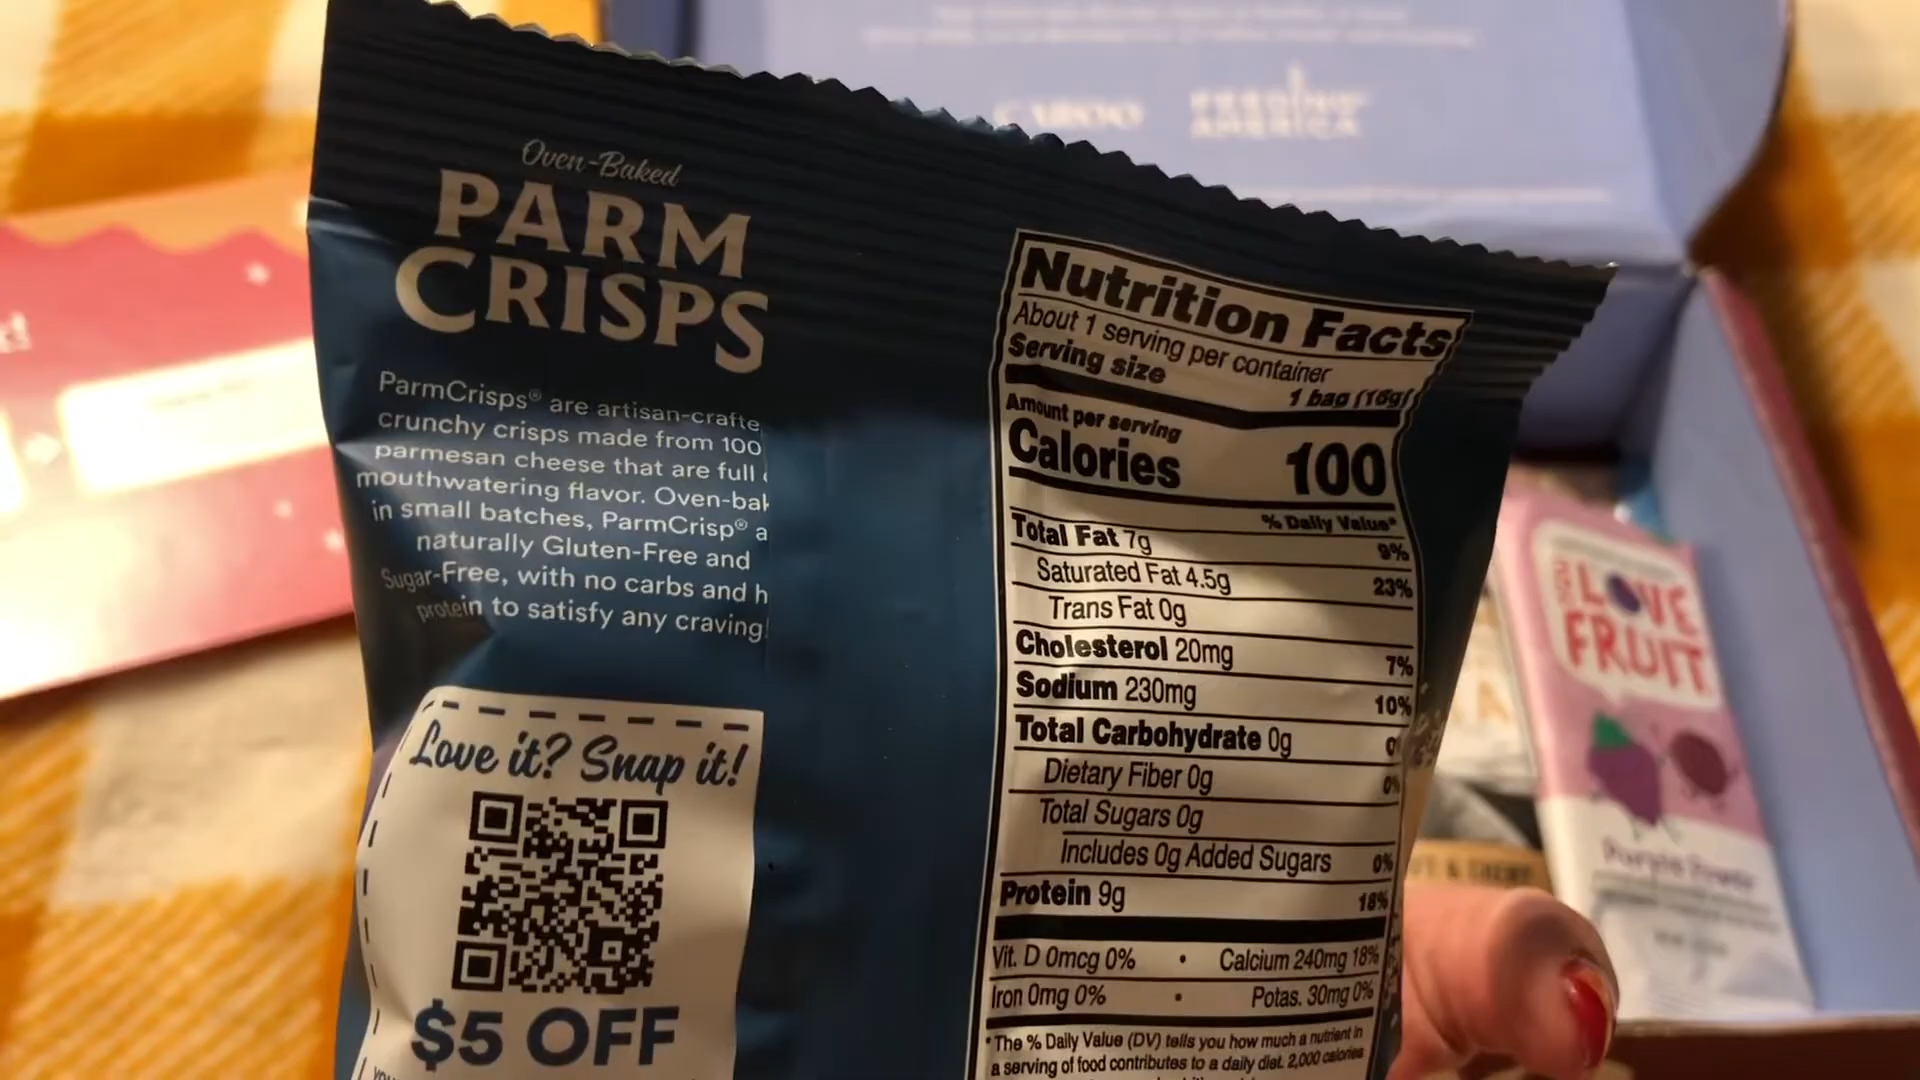 Oven-Baked
PARM
CRISPS
ParmCrisps® are artisan-crafte
crunchy crisps made from 100
parmesan cheese that are full
mouthwatering flavor. Oven-bak
in small batches, ParmCrisp® a
naturally Gluten-Free and
Sugar-Free, with no carbs and h
protein to satisfy any craving!
Love it? Snap it!
$5 OFF
Nutrition Facts
About 1 serving per container
Serving size
1 bag (18g)
Amount per serving
Calories 100
% Daily Value*
Total Fat 7g 9%
Saturated Fat 4.5g 23%
Trans Fat 0g
Cholesterol 20mg 7%
Sodium 230mg 10%
Total Carbohydrate 0g 0
Dietary Fiber 0g 0%
Total Sugars 0g
Includes 0g Added Sugars 0%
Protein 9g 18%
Vit. D 0mcg 0% • Calcium 240mg 18%
Iron 0mg 0% • Potas. 30mg 0%
*The % Daily Value (DV) tells you how much a nutrient in
a serving of food contributes to a daily diet. 2,000 calories
CAROO
FEEDING
AMERICA
LOVE
FRUIT
Purple Power